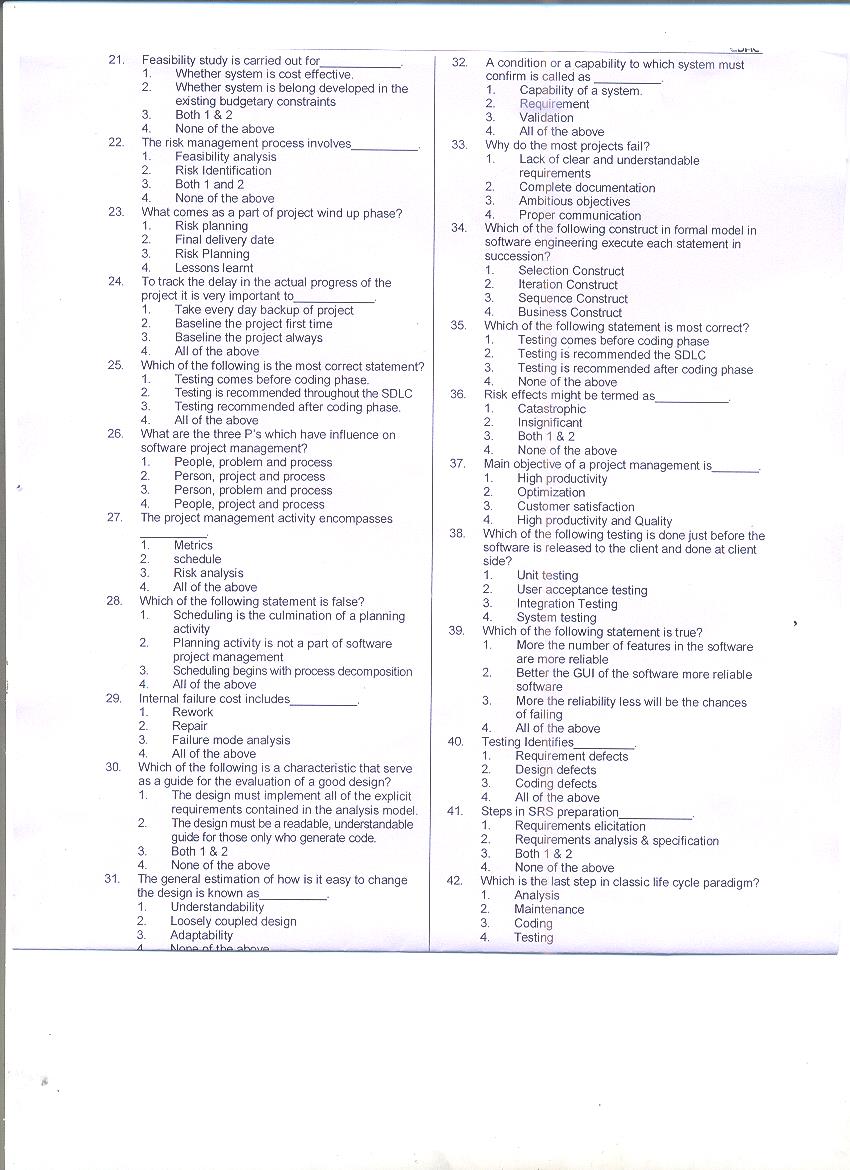 21. Feasibility study is carried out for____________.
1. Whether system is cost effective.
2. Whether system is belong developed in the
existing budgetary constraints
3. Both 1 & 2
4. None of the above
22. The risk management process involves__________.
1. Feasibility analysis
2. Risk Identification
3. Both 1 and 2
4. None of the above
23. What comes as a part of project wind up phase?
1. Risk planning
2. Final delivery date
3. Risk Planning
4. Lessons learnt
24. To track the delay in the actual progress of the
project it is very important to____________.
1. Take every day backup of project
2. Baseline the project first time
3. Baseline the project always
4. All of the above
25. Which of the following is the most correct statement?
1. Testing comes before coding phase.
2. Testing is recommended throughout the SDLC
3. Testing recommended after coding phase.
4. All of the above
26. What are the three P's which have influence on
software project management?
1. People, problem and process
2. Person, project and process
3. Person, problem and process
4. People, project and process
27. The project management activity encompasses
__________.
1. Metrics
2. schedule
3. Risk analysis
4. All of the above
28. Which of the following statement is false?
1. Scheduling is the culmination of a planning
activity
2. Planning activity is not a part of software
project management
3. Scheduling begins with process decomposition
4. All of the above
29. Internal failure cost includes__________.
1. Rework
2. Repair
3. Failure mode analysis
4. All of the above
30. Which of the following is a characteristic that serve
as a guide for the evaluation of a good design?
1. The design must implement all of the explicit
requirements contained in the analysis model.
2. The design must be a readable, understandable
guide for those only who generate code.
3. Both 1 & 2
4. None of the above
31. The general estimation of how is it easy to change
the design is known as__________.
1. Understandability
2. Loosely coupled design
3. Adaptability
4. None of the above
32. A condition or a capability to which system must
confirm is called as __________.
1. Capability of a system.
2. Requirement
3. Validation
4. All of the above
33. Why do the most projects fail?
1. Lack of clear and understandable
requirements
2. Complete documentation
3. Ambitious objectives
4. Proper communication
34. Which of the following construct in formal model in
software engineering execute each statement in
succession?
1. Selection Construct
2. Iteration Construct
3. Sequence Construct
4. Business Construct
35. Which of the following statement is most correct?
1. Testing comes before coding phase
2. Testing is recommended the SDLC
3. Testing is recommended after coding phase
4. None of the above
36. Risk effects might be termed as___________.
1. Catastrophic
2. Insignificant
3. Both 1 & 2
4. None of the above
37. Main objective of a project management is_______.
1. High productivity
2. Optimization
3. Customer satisfaction
4. High productivity and Quality
38. Which of the following testing is done just before the
software is released to the client and done at client
side?
1. Unit testing
2. User acceptance testing
3. Integration Testing
4. System testing
39. Which of the following statement is true?
1. More the number of features in the software
are more reliable
2. Better the GUI of the software more reliable
software
3. More the reliability less will be the chances
of failing
4. All of the above
40. Testing Identifies_________.
1. Requirement defects
2. Design defects
3. Coding defects
4. All of the above
41. Steps in SRS preparation___________.
1. Requirements elicitation
2. Requirements analysis & specification
3. Both 1 & 2
4. None of the above
42. Which is the last step in classic life cycle paradigm?
1. Analysis
2. Maintenance
3. Coding
4. Testing